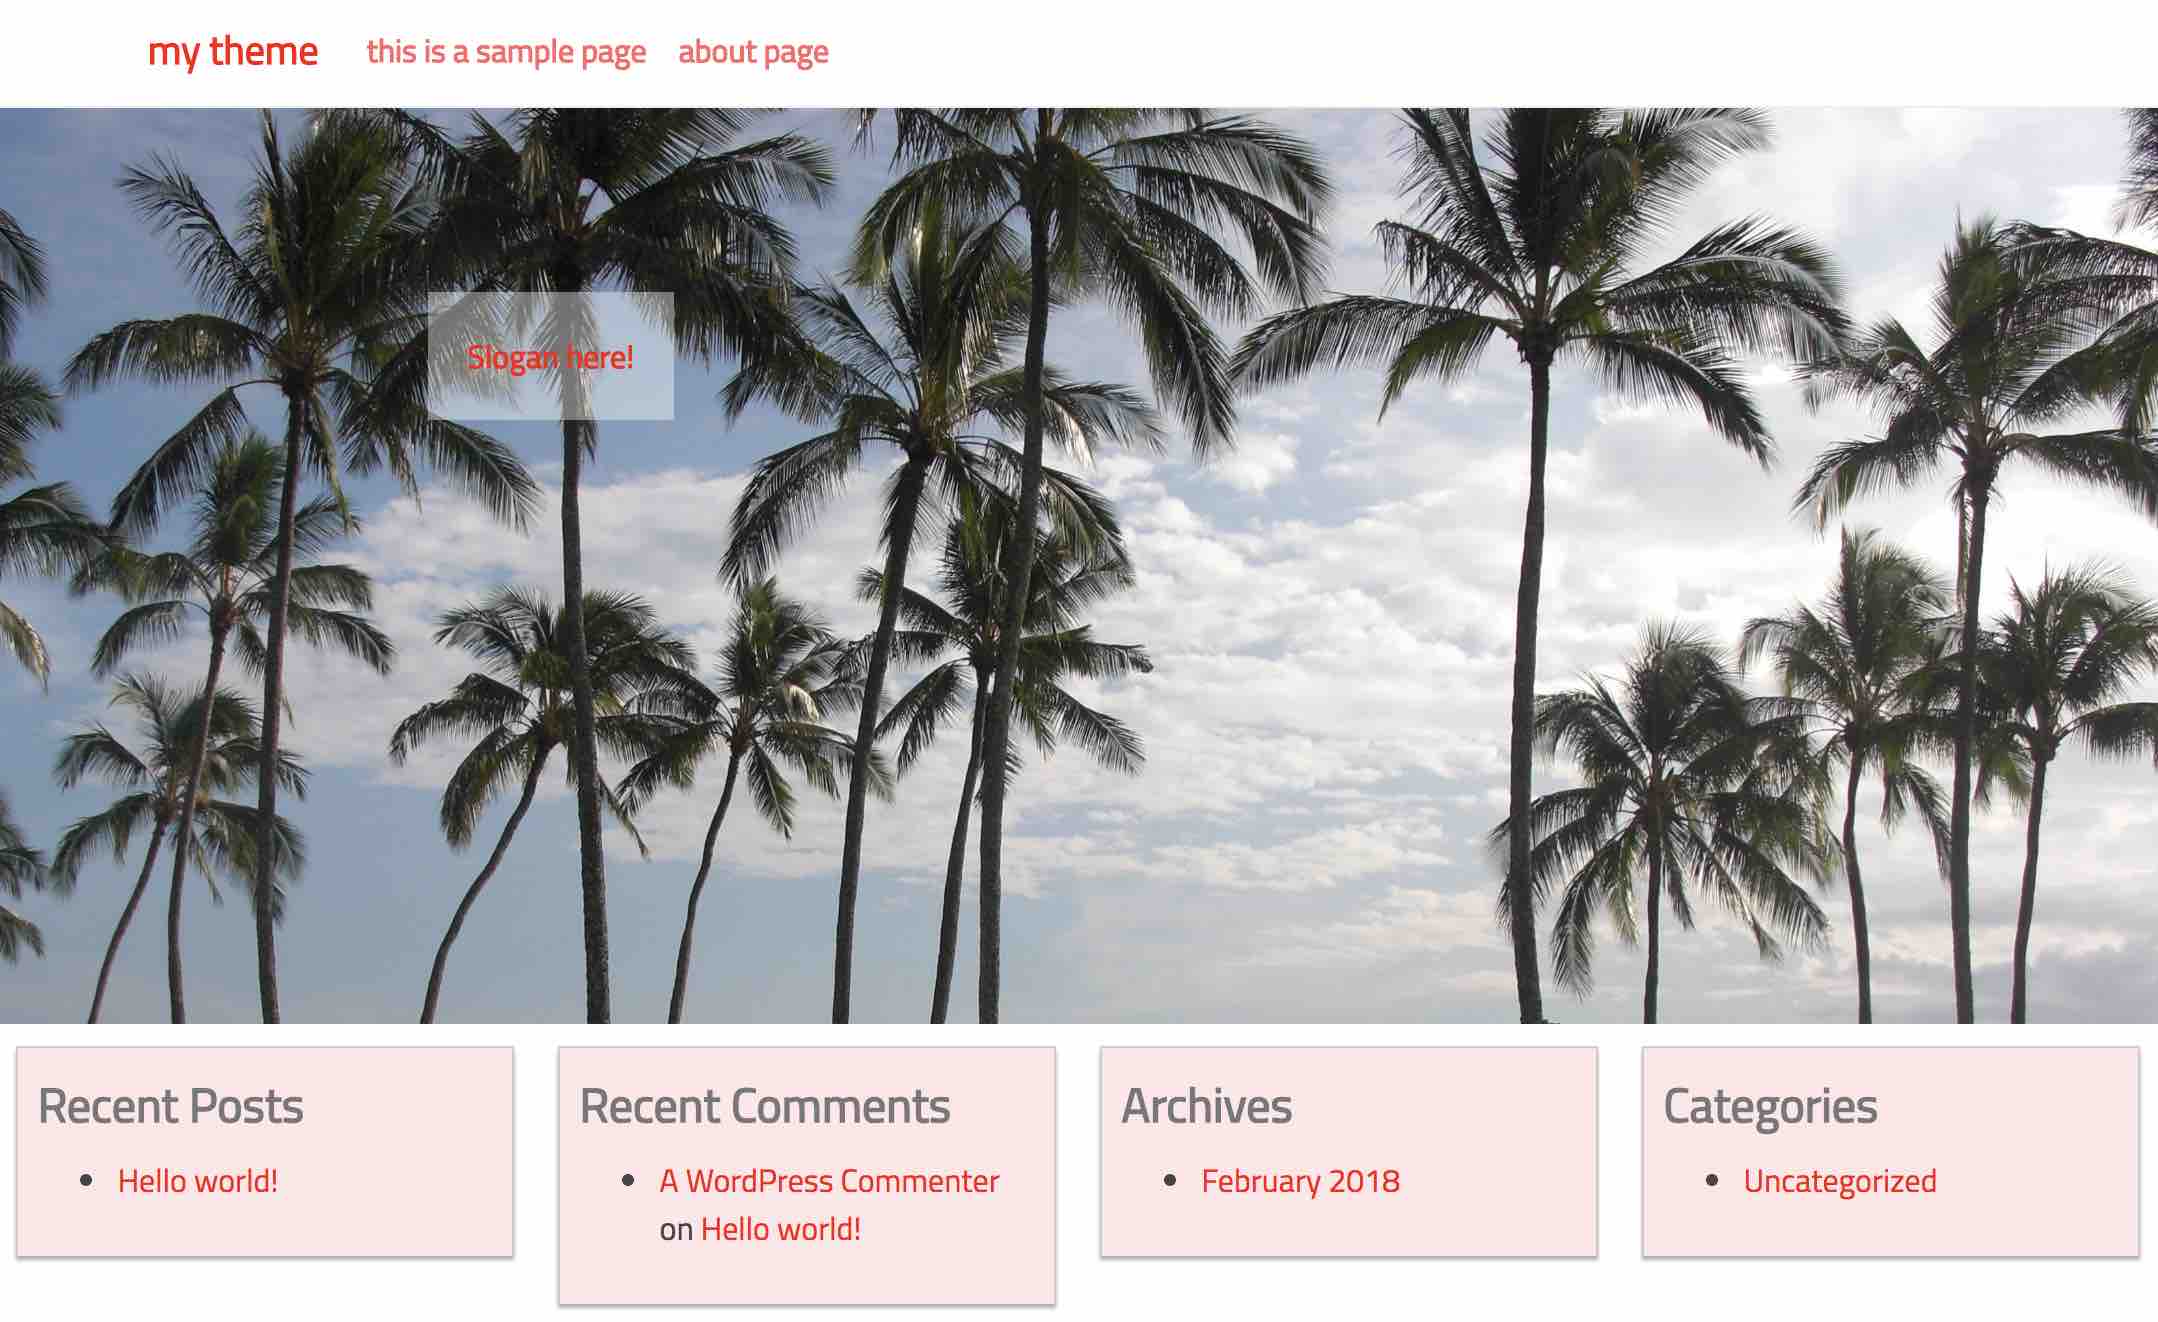 my theme this is a sample page about page
Slogan here!
Recent Posts
Hello world!
Recent Comments
A WordPress Commenter
on Hello world!
Archives
February 2018
Categories
Uncategorized